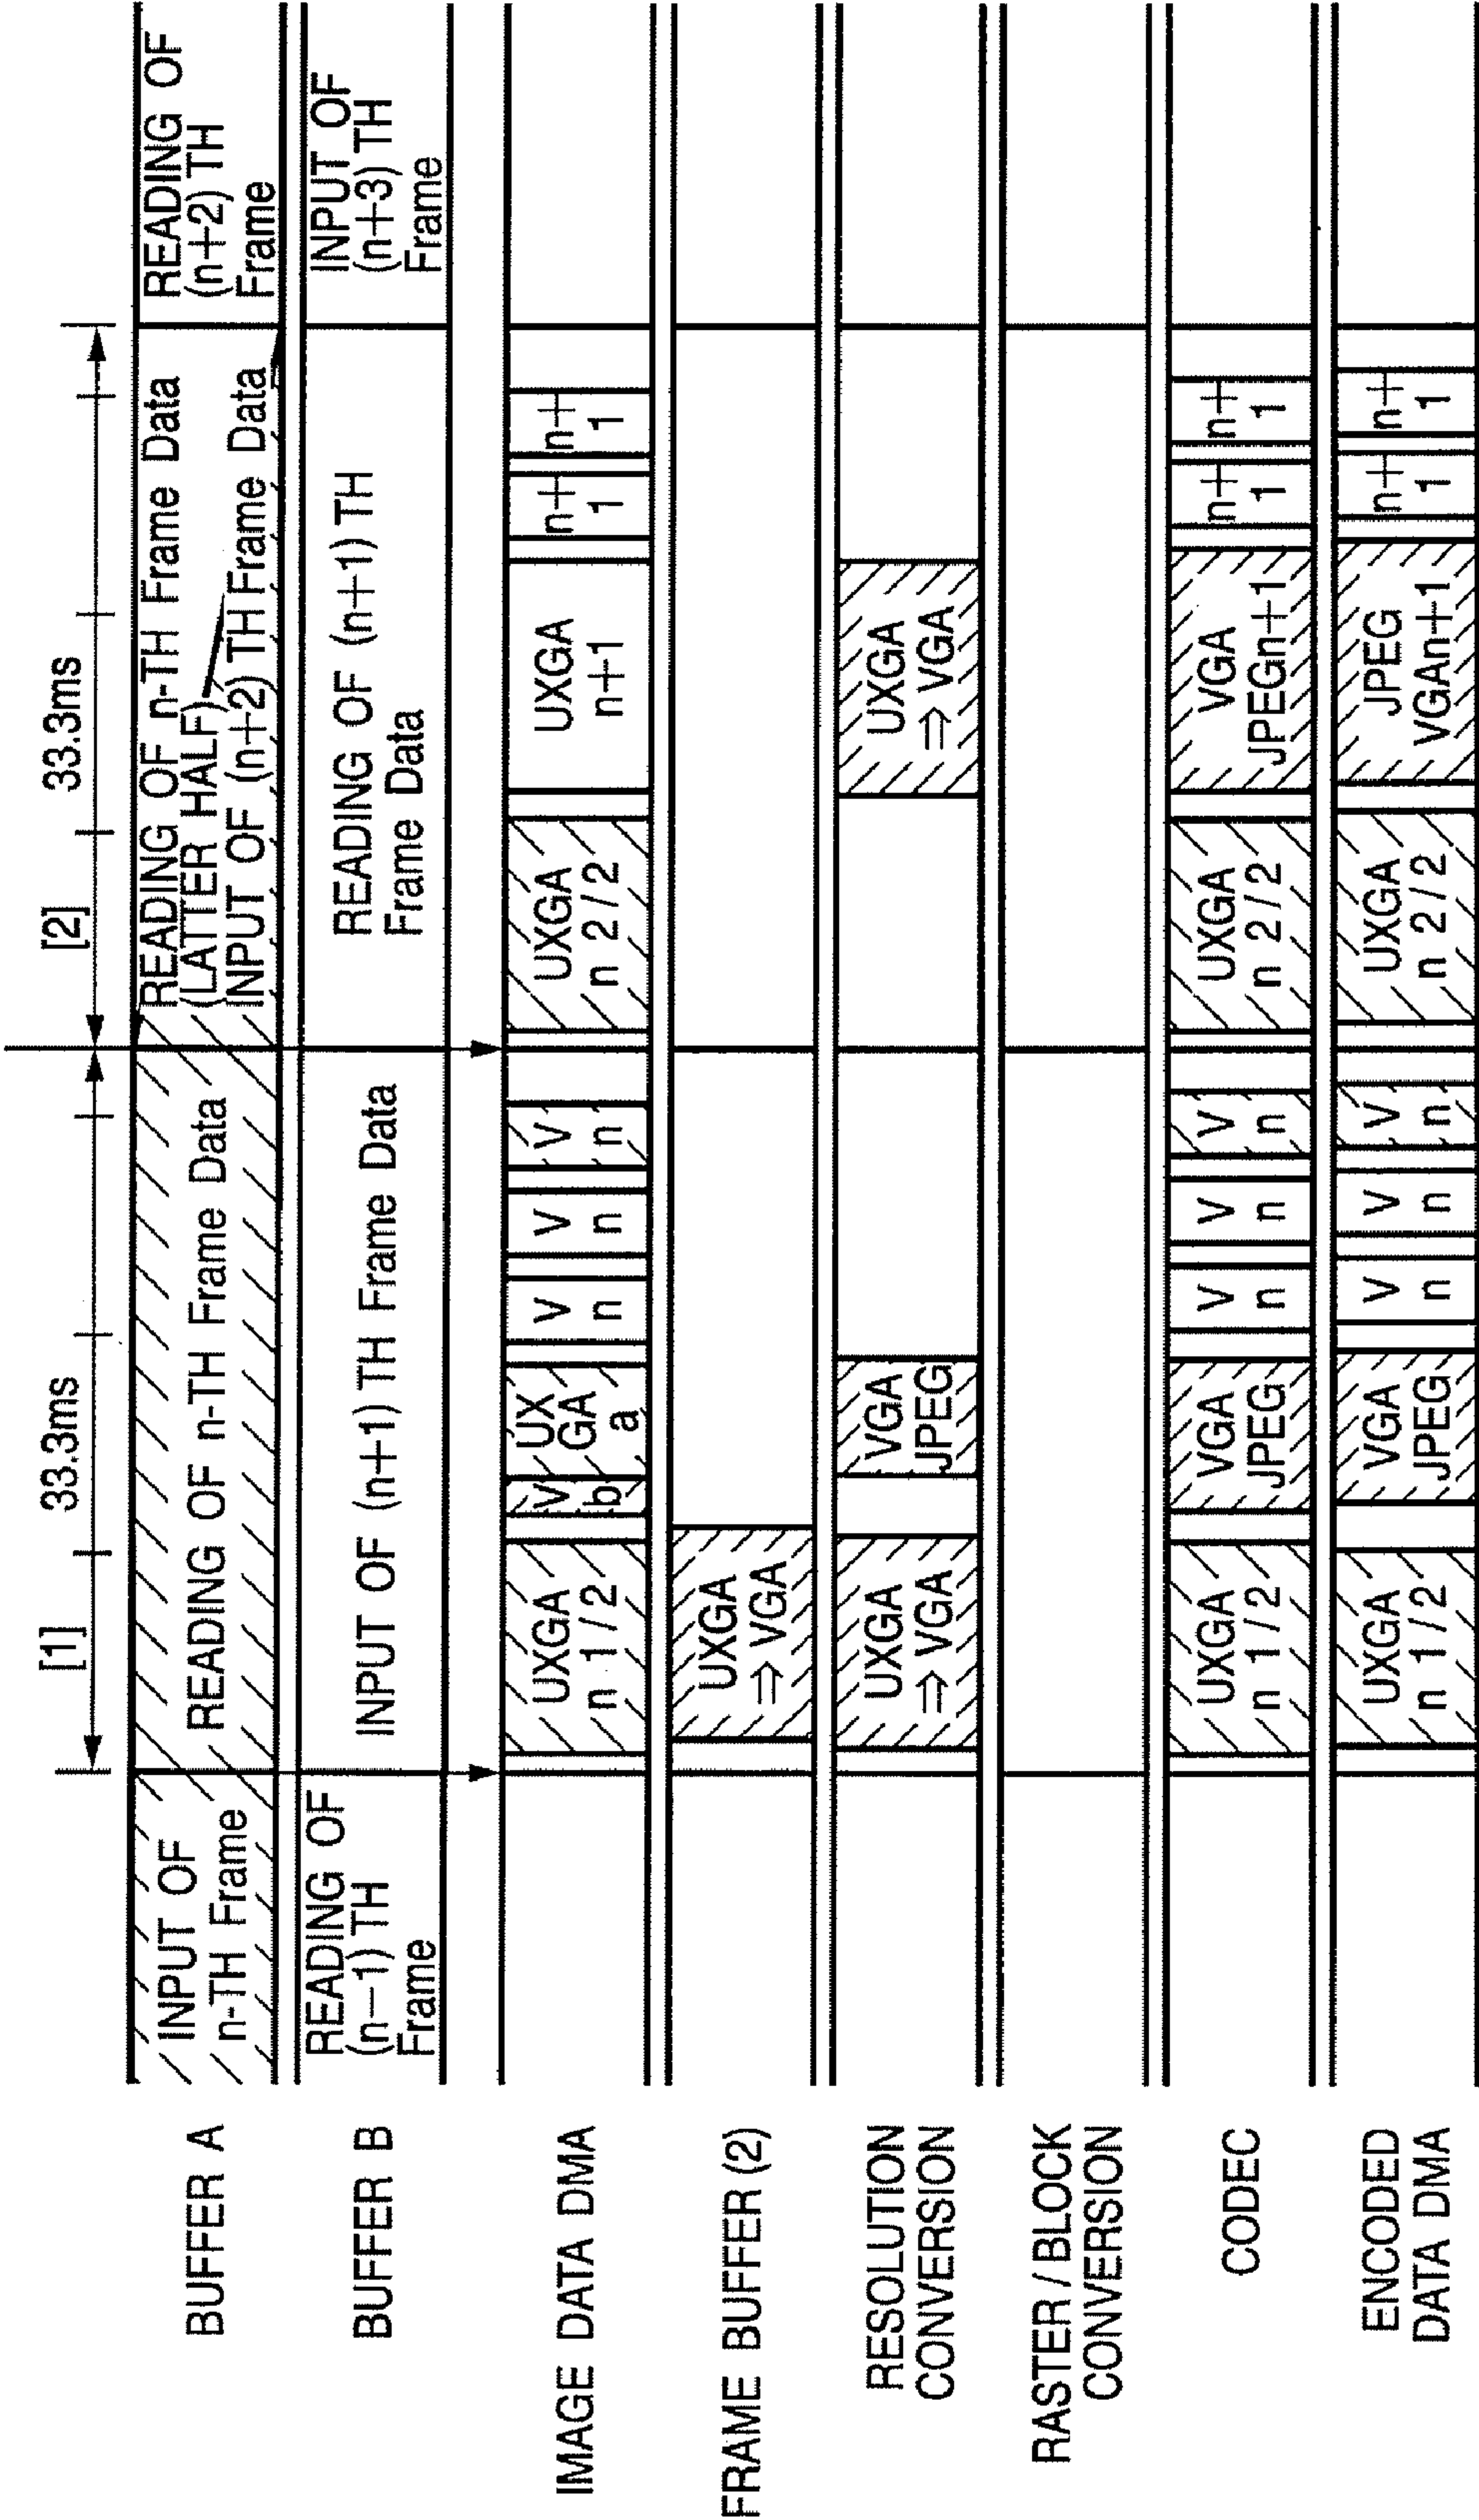 [1]
33.3ms
[2]
33.3ms
BUFFER A
INPUT OF
n-TH Frame
READING OF n-TH Frame Data
READING OF n-TH Frame Data
(LATTER HALF)
INPUT OF (n+2) TH Frame Data
READING OF
(n+2) TH
Frame
BUFFER B
READING OF
(n−1) TH
Frame
INPUT OF (n+1) TH Frame Data
READING OF (n+1) TH
Frame Data
INPUT OF
(n+3) TH
Frame
IMAGE DATA DMA
UXGA
n 1/2
V
b
UX
GA
a
V
n
V
n
V
n
UXGA
n 2/2
UXGA
n+1
n+
1
n+
1
FRAME BUFFER (2)
UXGA
⇒ VGA
RESOLUTION
CONVERSION
UXGA
⇒ VGA
VGA
JPEG
UXGA
⇒ VGA
RASTER/BLOCK
CONVERSION
CODEC
UXGA
n 1/2
VGA
JPEG
V
n
V
n
V
n
UXGA
n 2/2
VGA
JPEGn+1
n+
1
n+
1
ENCODED
DATA DMA
UXGA
n 1/2
VGA
JPEG
V
n
V
n
V
n
UXGA
n 2/2
JPEG
VGAn+1
n+
1
n+
1